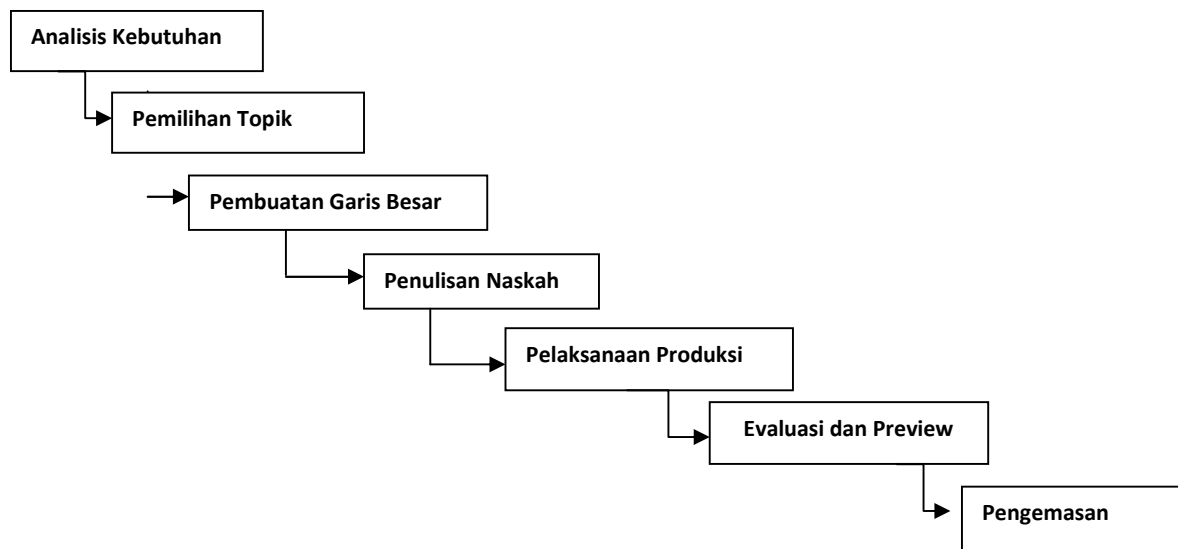 Analisis Kebutuhan
Pemilihan Topik
Pembuatan Garis Besar
Penulisan Naskah
Pelaksanaan Produksi
Evaluasi dan Preview
Pengemasan